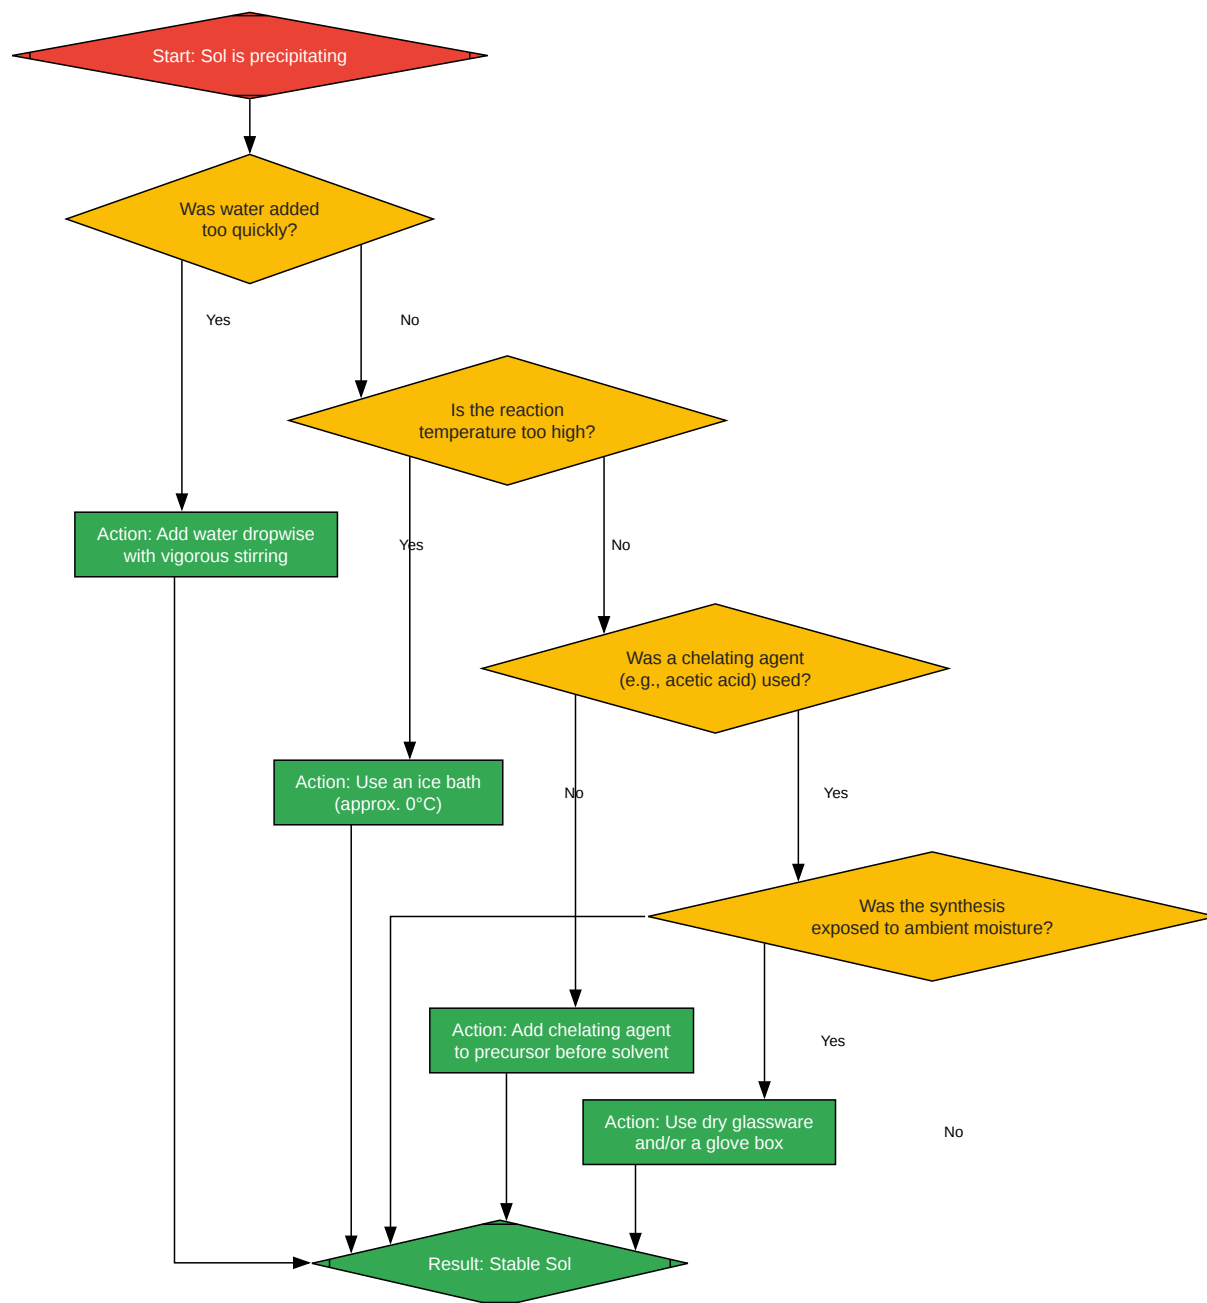 Start: Sol is precipitating
Was water added
too quickly?
Yes
No
Is the reaction
temperature too high?
Action: Add water dropwise
with vigorous stirring
Yes
No
Was a chelating agent
(e.g., acetic acid) used?
Action: Use an ice bath
(approx. 0°C)
No
Yes
Was the synthesis
exposed to ambient moisture?
Action: Add chelating agent
to precursor before solvent
Yes
Action: Use dry glassware
and/or a glove box
No
Result: Stable Sol